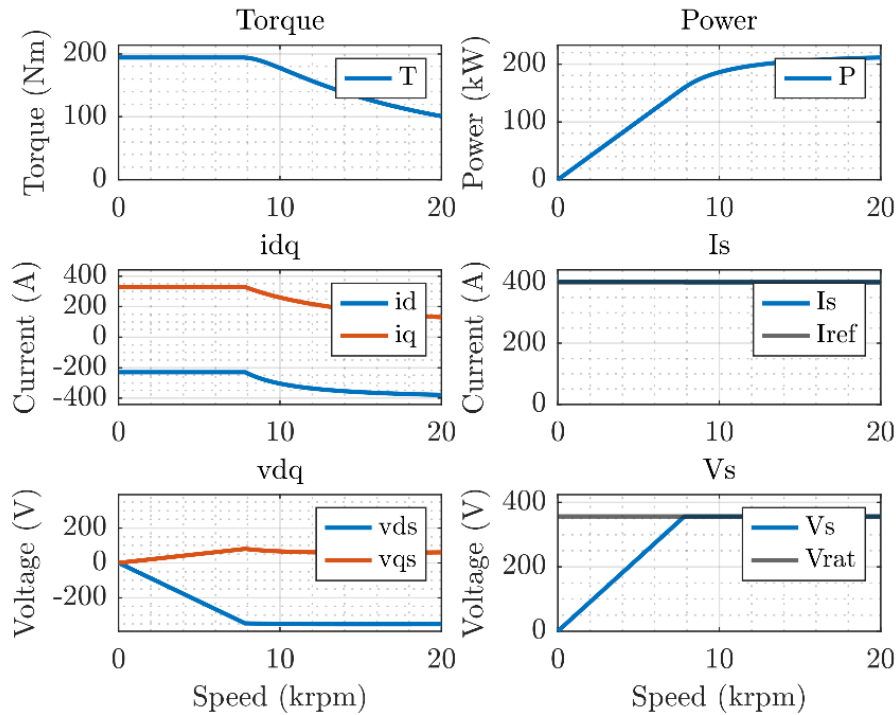 Torque
Torque (Nm)
200
100
0
T
0
10
20
Power
Power (kW)
200
100
0
P
0
10
20
idq
Current (A)
400
200
0
-200
-400
id
iq
0
10
20
Is
Current (A)
400
200
0
Is
Iref
0
10
20
vdq
Voltage (V)
200
0
-200
vds
vqs
0
10
20
Speed (krpm)
Vs
Voltage (V)
400
200
0
Vs
Vrat
0
10
20
Speed (krpm)